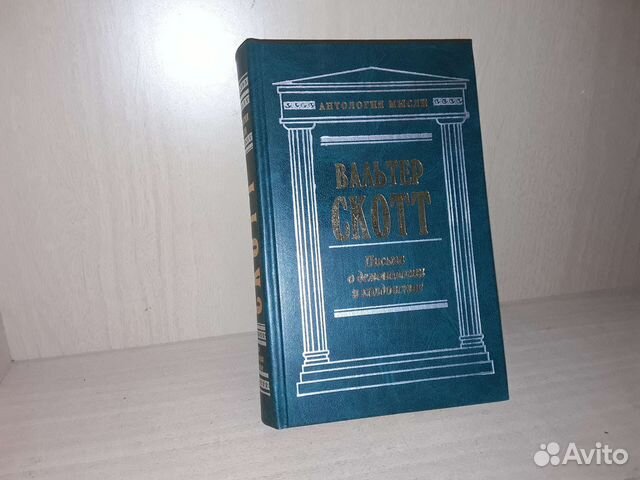 АНТОЛОГИЯ МЫСЛИ
ВАЛЬТЕР
СКОТТ
Письма
о демонологии
и колдовстве
СКОТТ
Avito